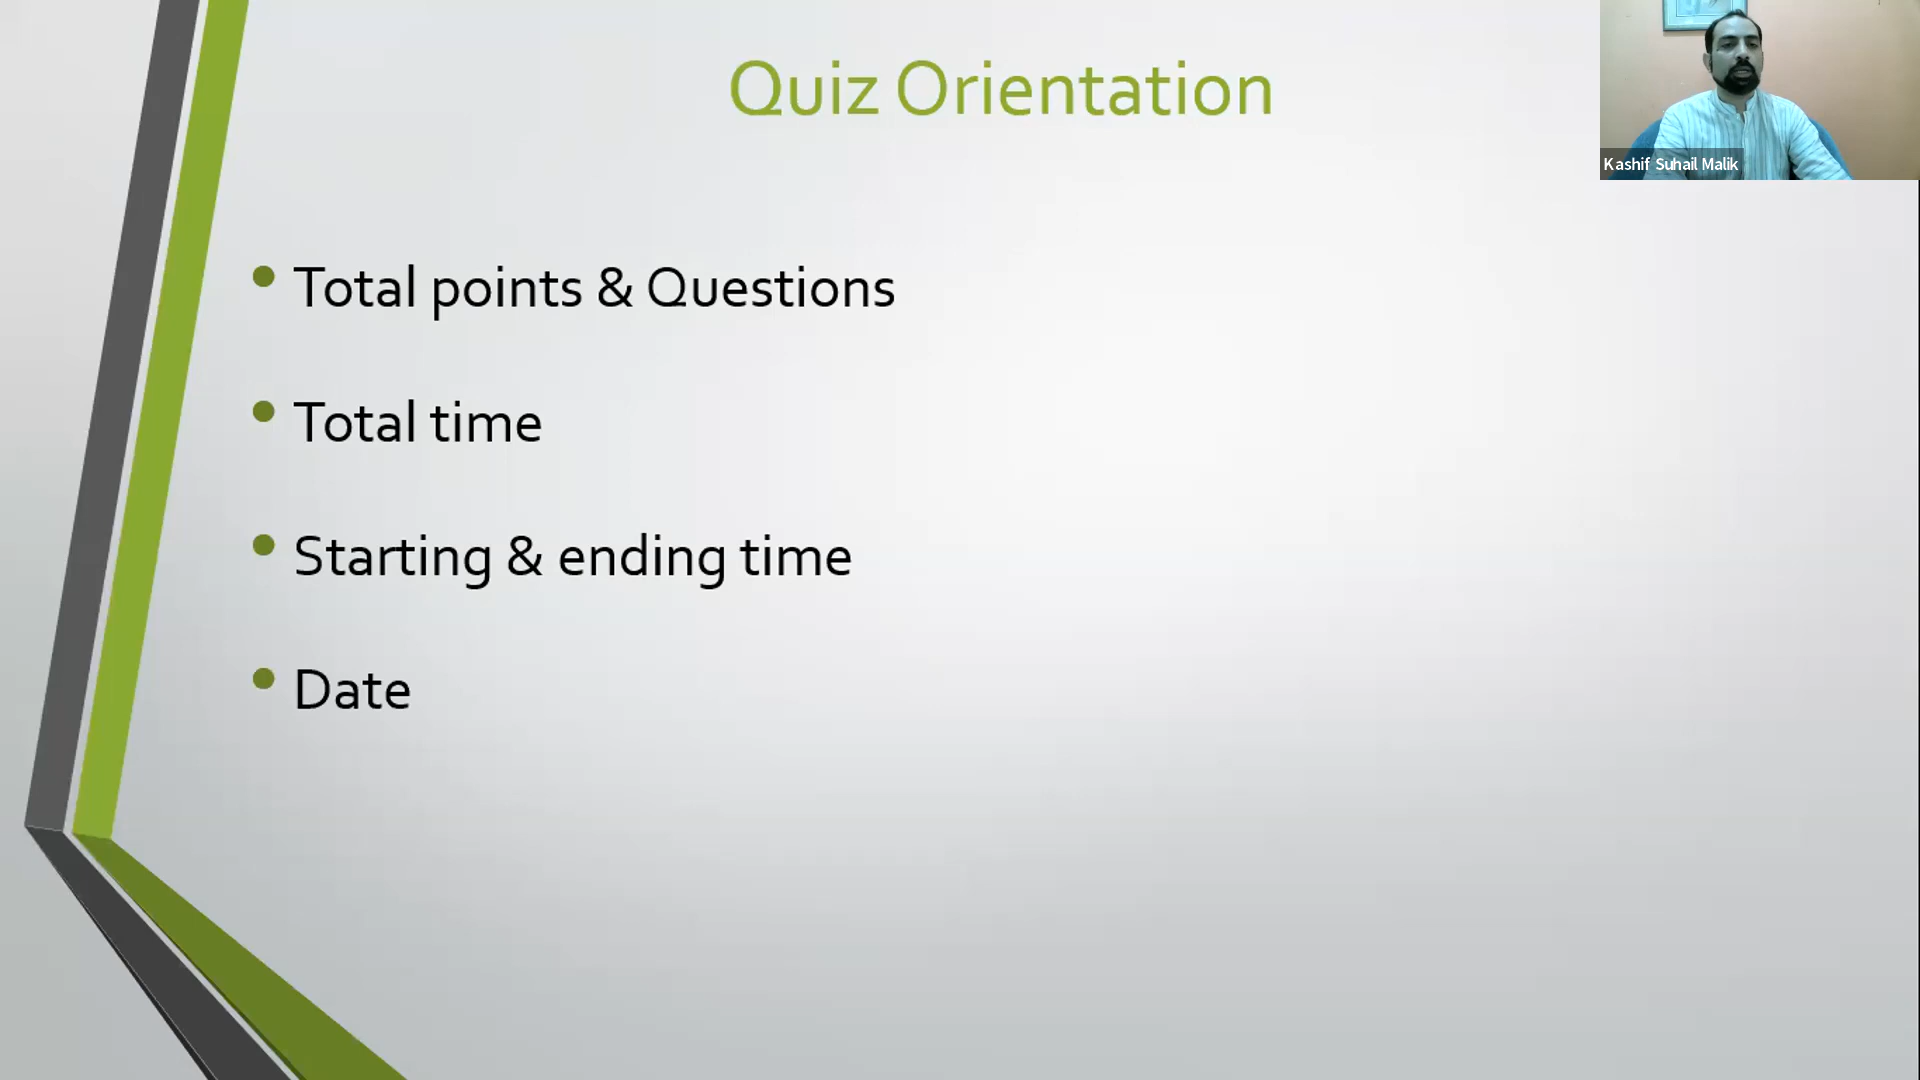 Quiz Orientation
Kashif Suhail Malik
• Total points & Questions
• Total time
• Starting & ending time
• Date